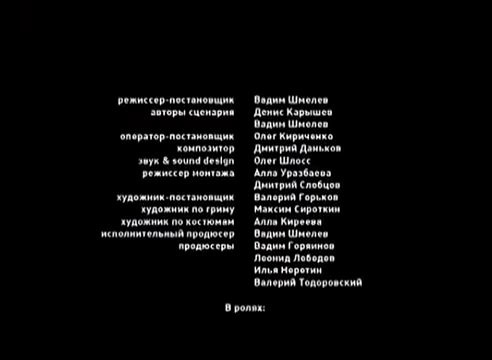 режиссер-постановщик Вадим Шмелев
авторы сценария Денис Карышев
Вадим Шмелев
оператор-постановщик Олег Кириченко
композитор Дмитрий Даньков
звук & sound design Олег Шлосс
режиссер монтажа Алла Уразбаева
Дмитрий Слобцов
художник-постановщик Валерий Горьков
художник по гриму Максим Сироткин
художник по костюмам Алла Киреева
исполнительный продюсер Вадим Шмелев
продюсеры Вадим Горяинов
Леонид Лебедев
Илья Неретин
Валерий Тодоровский
В ролях: